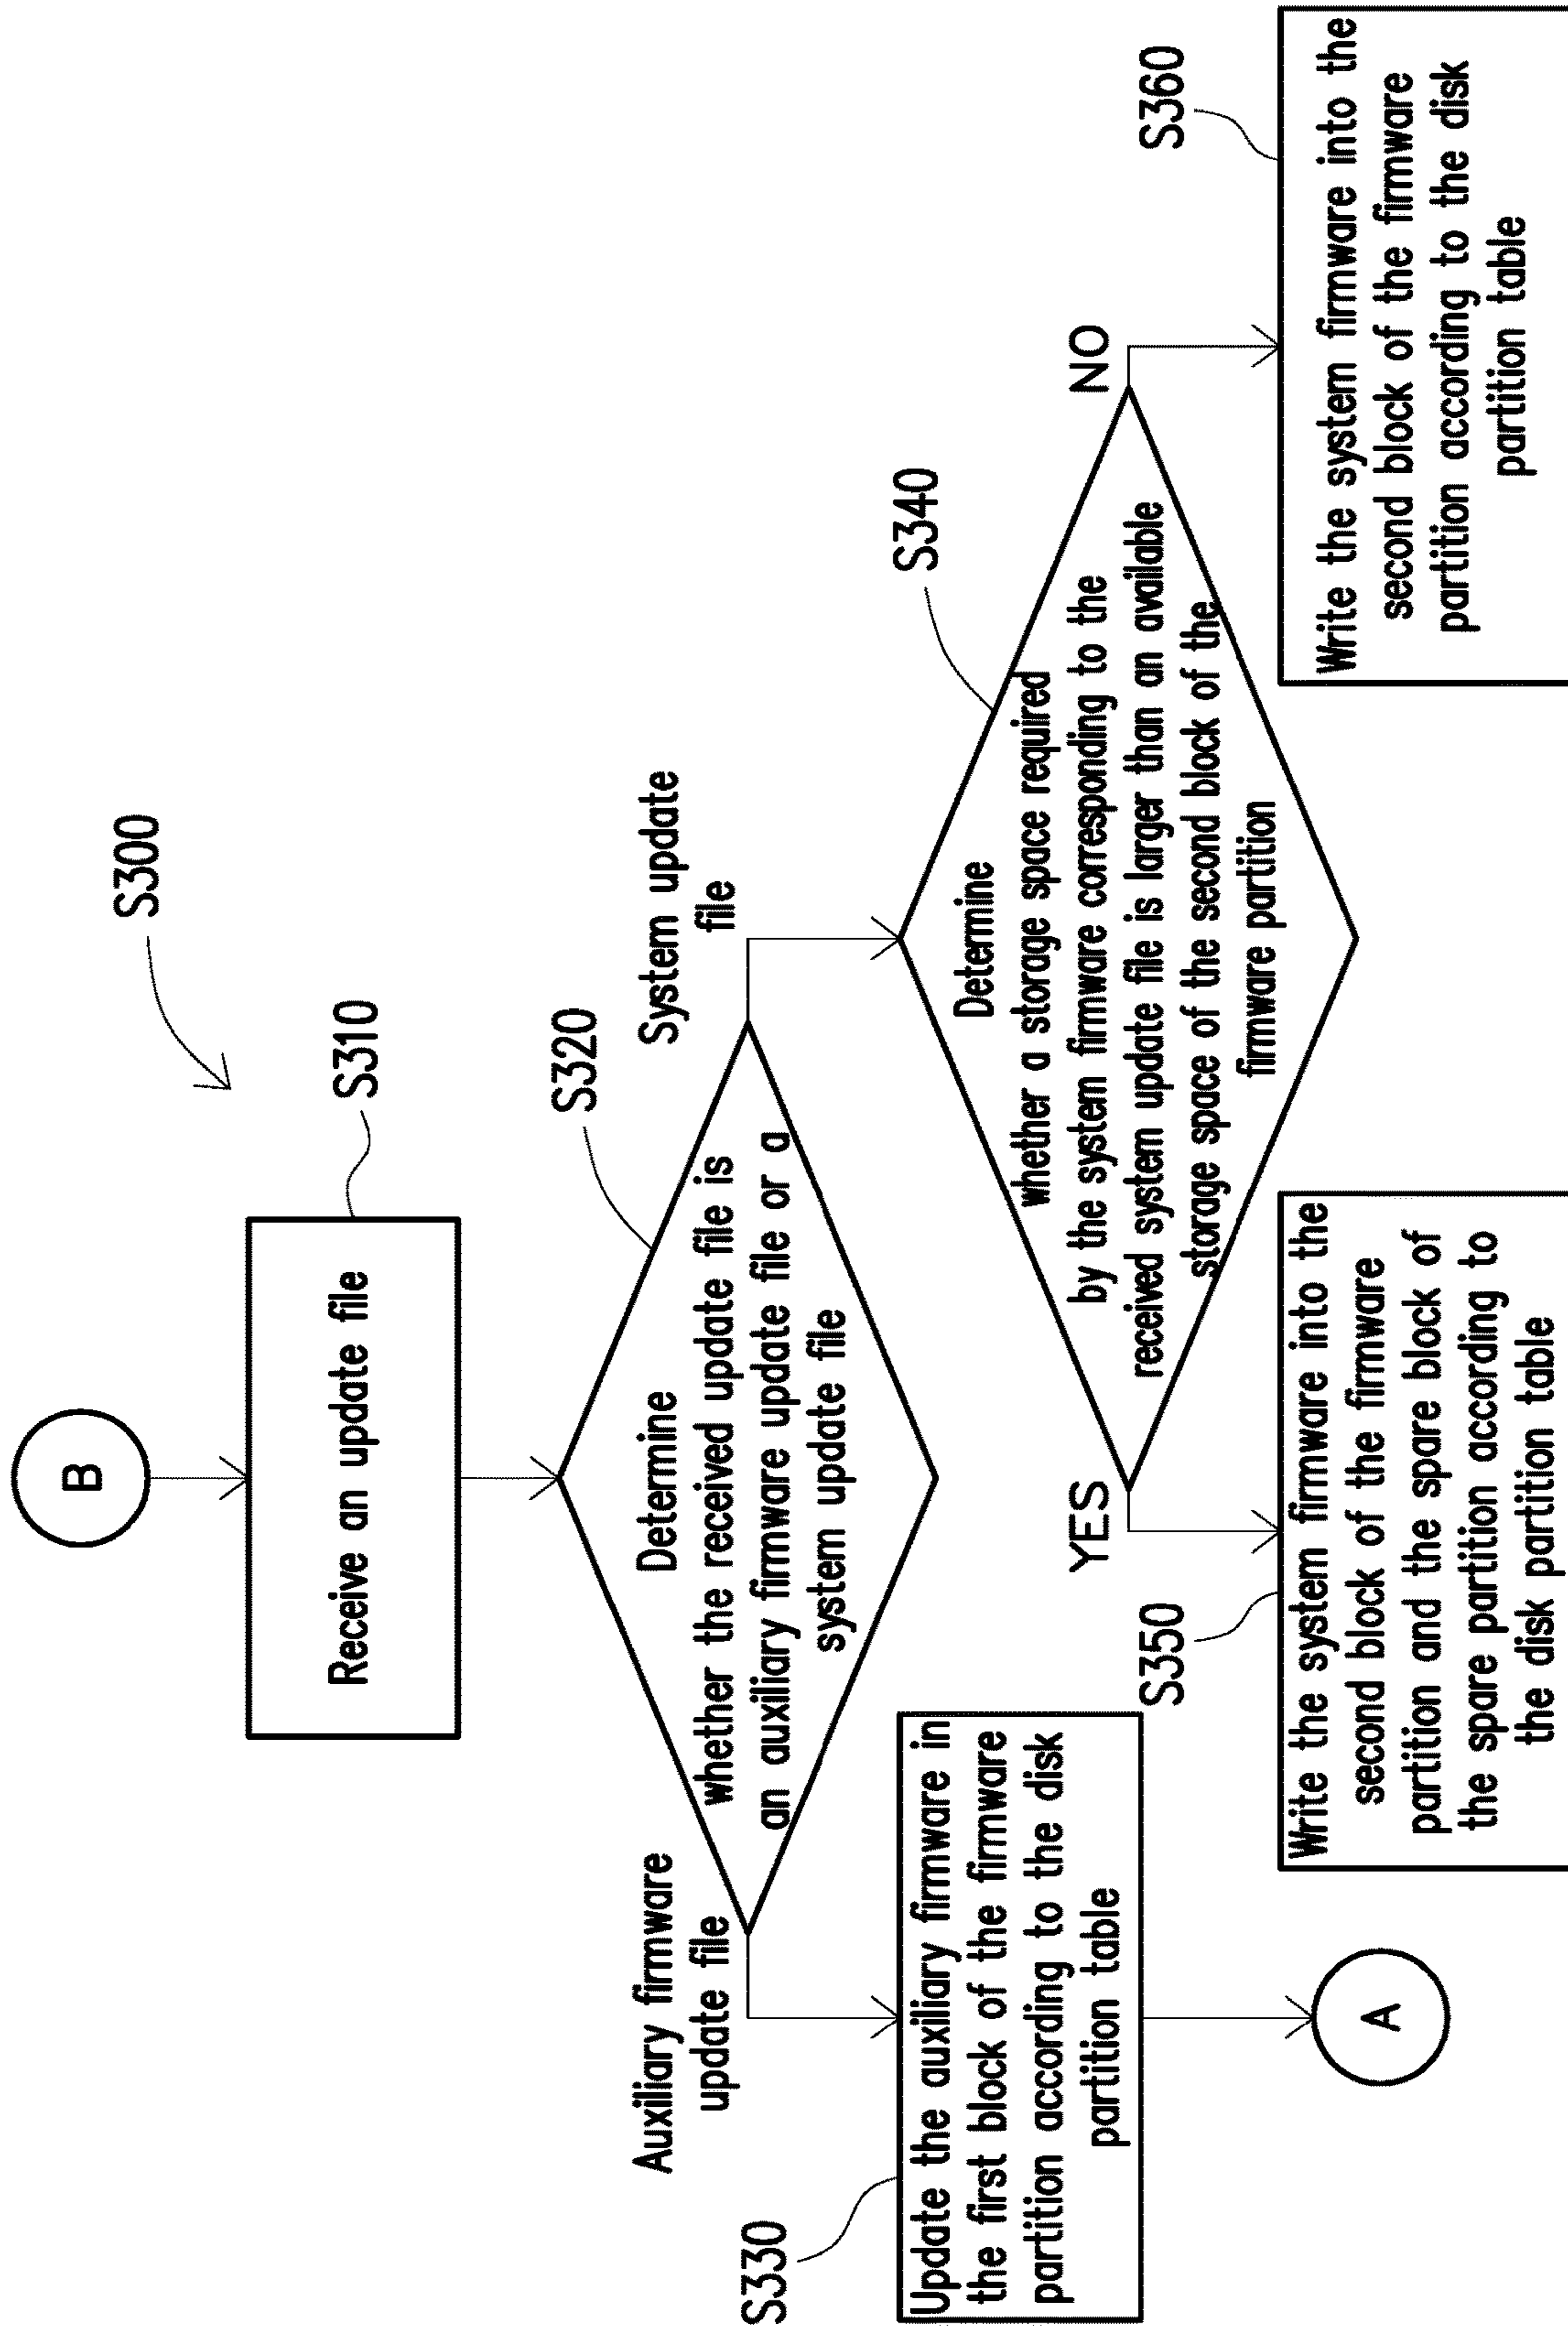 S300
B
Receive an update file
S310
Determine
whether the received update file is
an auxiliary firmware update file or a
system update file
S320
Auxiliary firmware
update file
System update
file
S330
Update the auxiliary firmware in
the first block of the firmware
partition according to the disk
partition table
A
Determine
whether a storage space required
by the system firmware corresponding to the
received system update file is larger than an available
storage space of the second block of the
firmware partition
S340
YES
NO
S350
Write the system firmware into the
second block of the firmware
partition and the spare block of
the spare partition according to
the disk partition table
S360
Write the system firmware into the
second block of the firmware
partition according to the disk
partition table